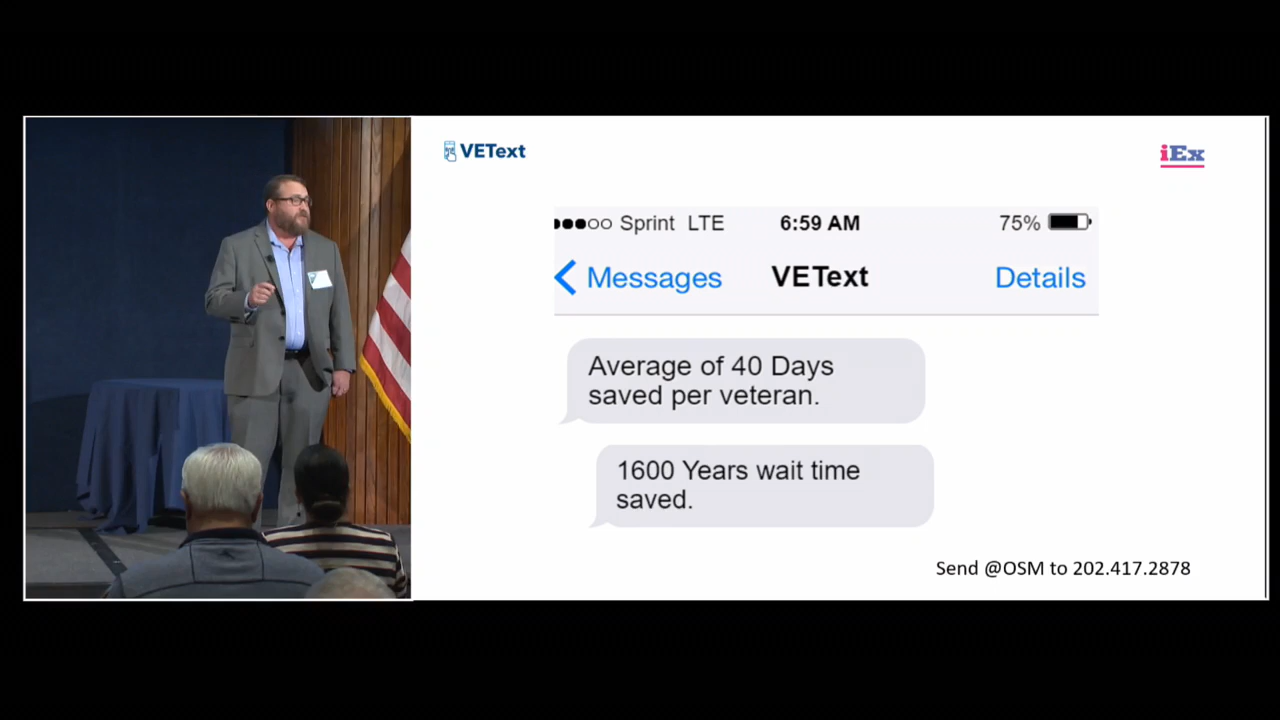 VEText
iEx
Sprint LTE 6:59 AM 75%
Messages VEText Details
Average of 40 Days
saved per veteran.
1600 Years wait time
saved.
Send @OSM to 202.417.2878